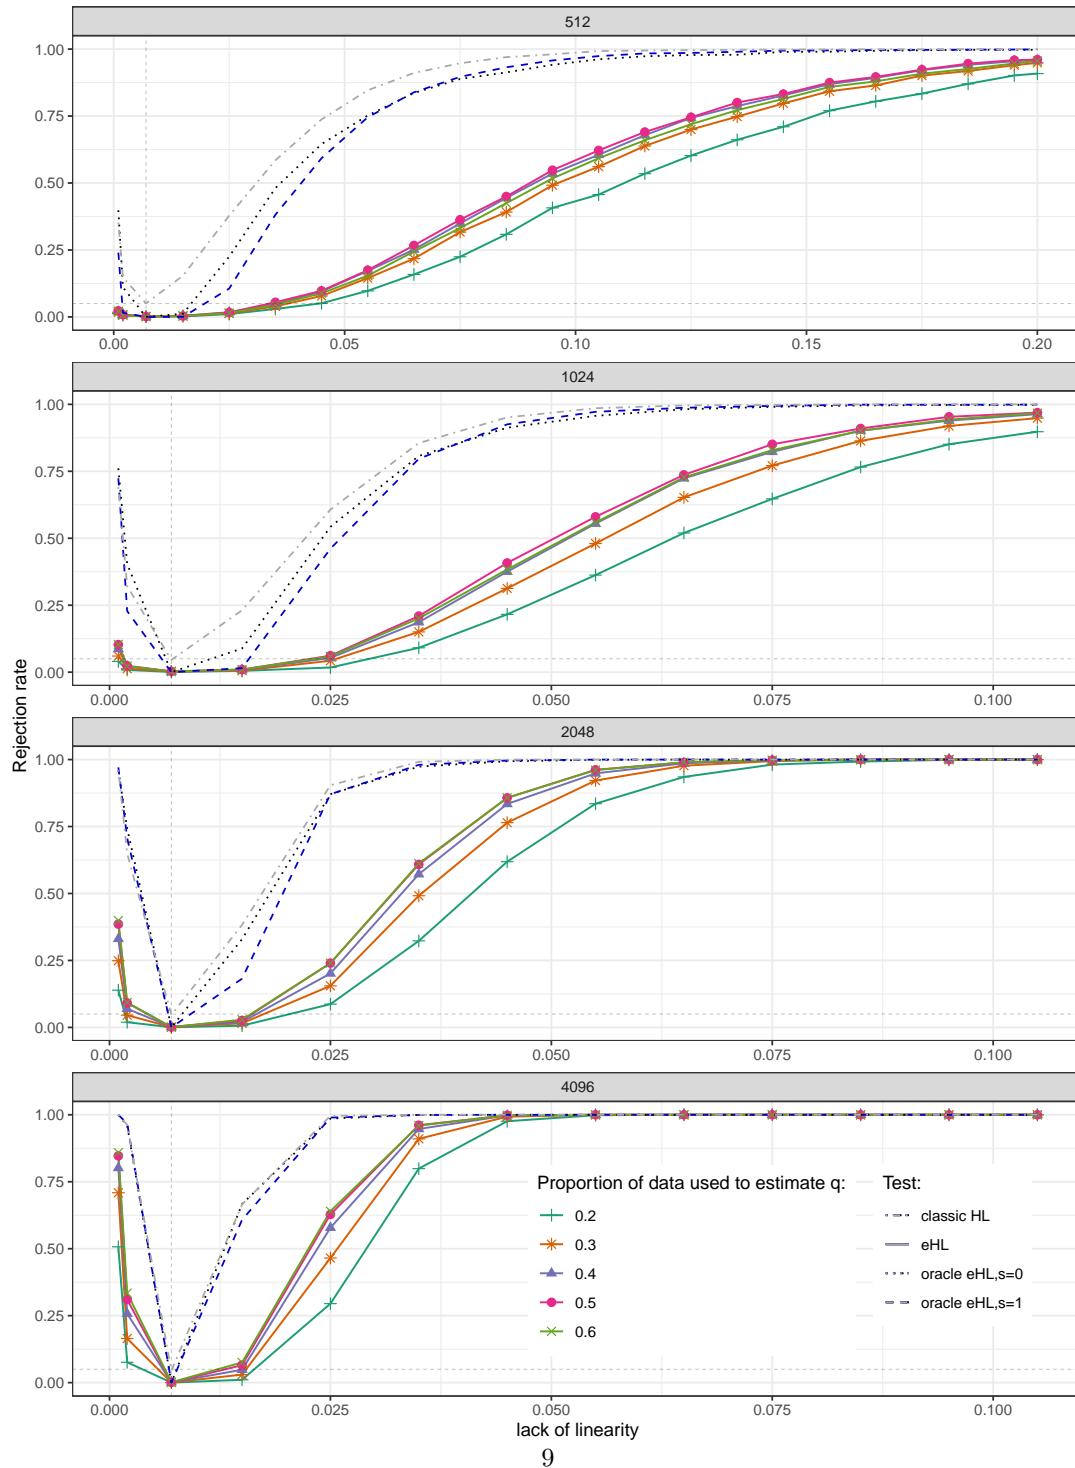 512
1.00
0.75
0.50
0.25
0.00
0.00 0.05 0.10 0.15 0.20
1024
1.00
0.75
0.50
0.25
0.00
0.000 0.025 0.050 0.075 0.100
Rejection rate
2048
1.00
0.75
0.50
0.25
0.00
0.000 0.025 0.050 0.075 0.100
4096
1.00
0.75
0.50
0.25
0.00
Proportion of data used to estimate q:
0.2
0.3
0.4
0.5
0.6
Test:
classic HL
eHL
oracle eHL,s=0
oracle eHL,s=1
0.000 0.025 0.050 0.075 0.100
lack of linearity
9